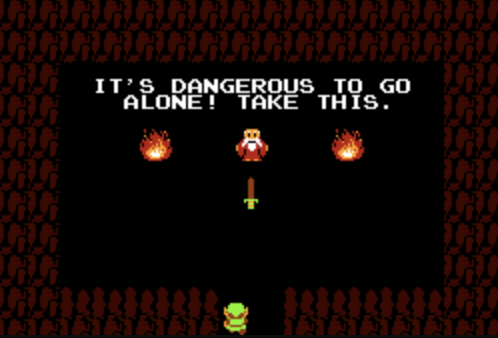 IT'S DANGEROUS TO GO
ALONE! TAKE THIS.